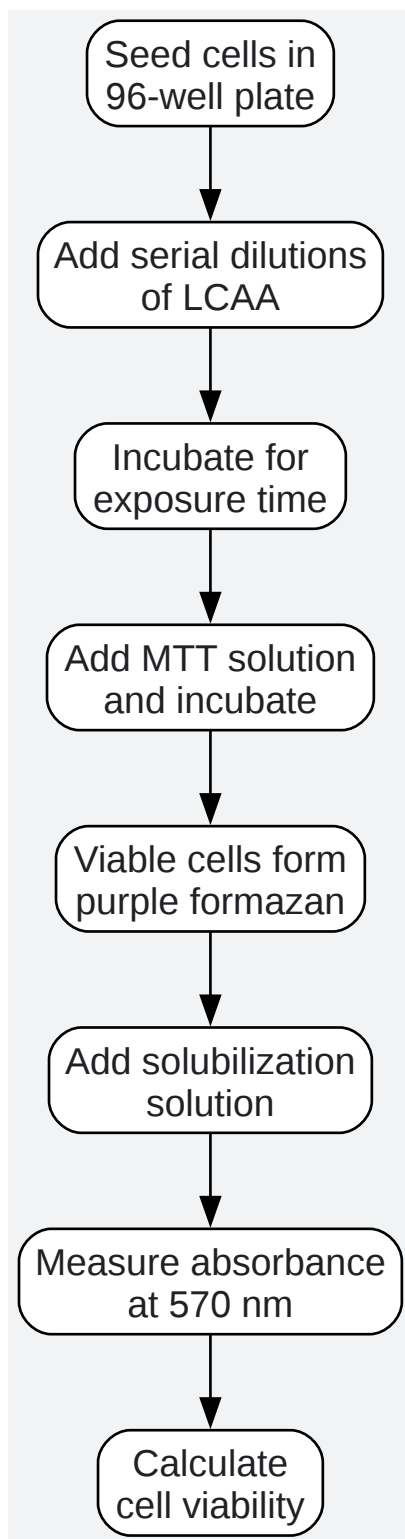 Seed cells in
96-well plate
Add serial dilutions
of LCAA
Incubate for
exposure time
Add MTT solution
and incubate
Viable cells form
purple formazan
Add solubilization
solution
Measure absorbance
at 570 nm
Calculate
cell viability